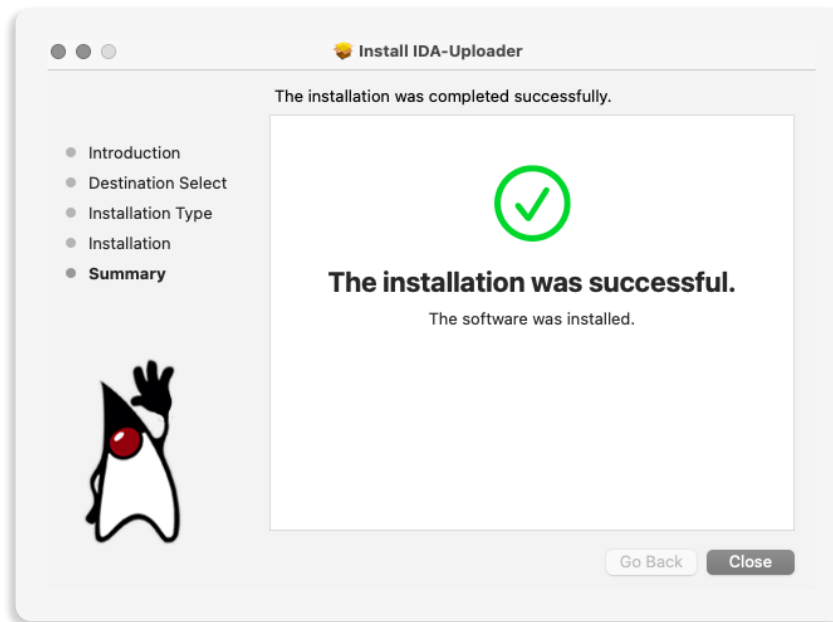 Install IDA-Uploader
The installation was completed successfully.
Introduction
Destination Select
Installation Type
Installation
Summary
The installation was successful.
The software was installed.
Go Back
Close